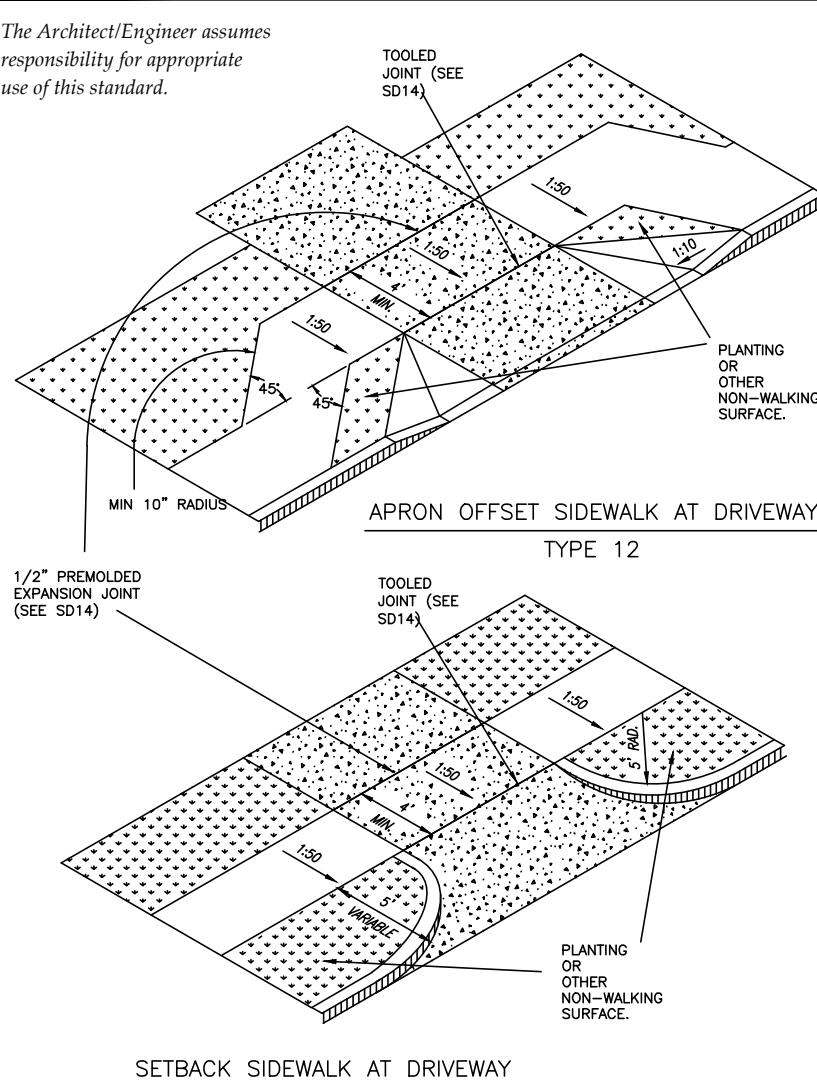 The Architect/Engineer assumes
responsibility for appropriate
use of this standard.
TOOLED
JOINT (SEE
SD14)
1:50
1:10
1:50
4'
MIN.
1:50
45°
45°
PLANTING
OR
OTHER
NON-WALKING
SURFACE.
MIN 10" RADIUS
APRON OFFSET SIDEWALK AT DRIVEWAY
TYPE 12
1/2" PREMOLDED
EXPANSION JOINT
(SEE SD14)
TOOLED
JOINT (SEE
SD14)
1:50
5' RAD.
1:50
4'
MIN.
1:50
5'
VARIABLE
PLANTING
OR
OTHER
NON-WALKING
SURFACE.
SETBACK SIDEWALK AT DRIVEWAY